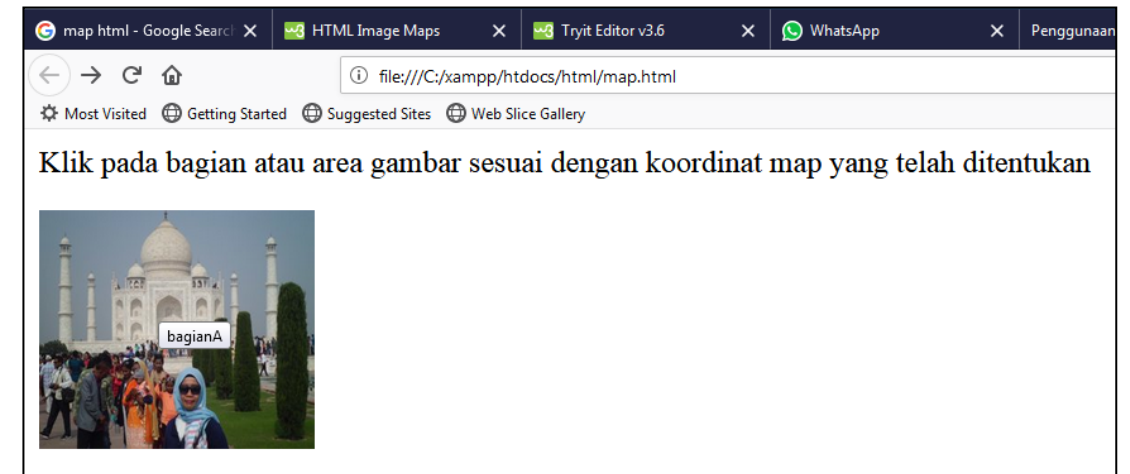 map html - Google Search
HTML Image Maps
Tryit Editor v3.6
WhatsApp
Penggunaan
file:///C:/xampp/htdocs/html/map.html
Most Visited Getting Started Suggested Sites Web Slice Gallery
Klik pada bagian atau area gambar sesuai dengan koordinat map yang telah ditentukan
bagianA